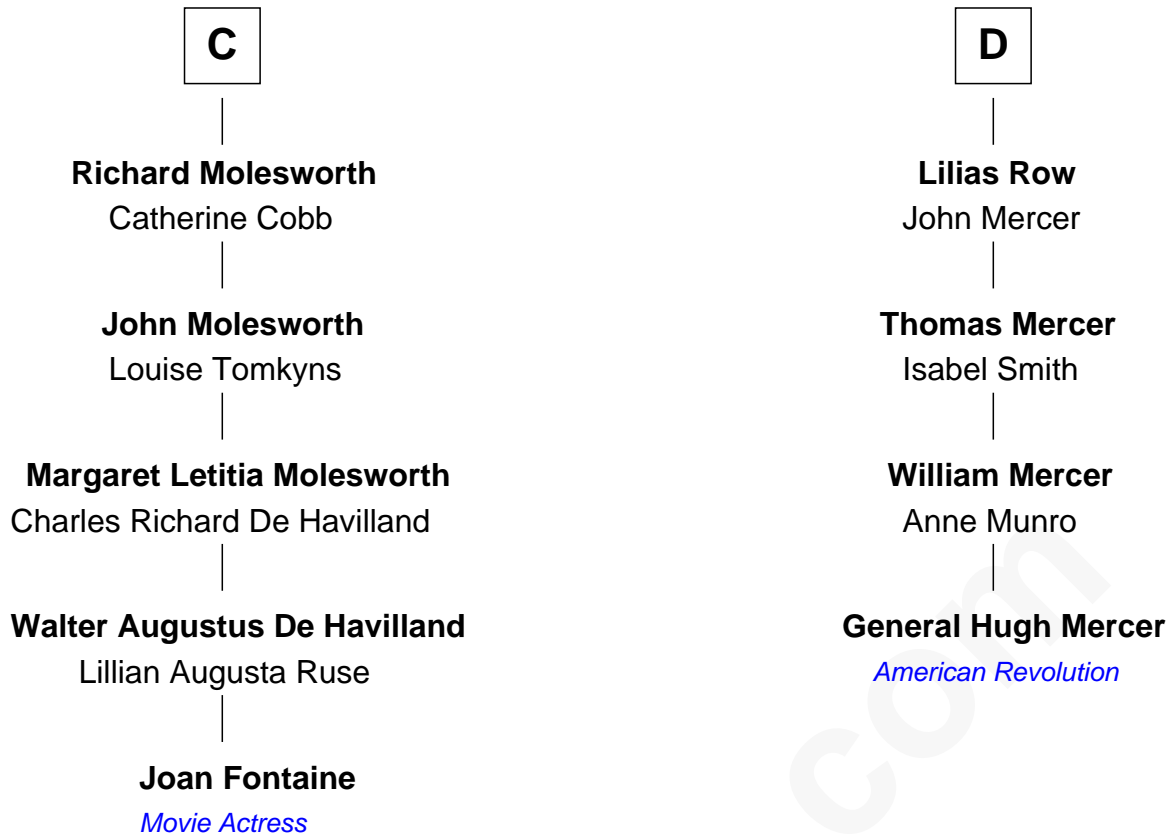 C
Richard Molesworth
Catherine Cobb
John Molesworth
Louise Tomkyns
Margaret Letitia Molesworth
Charles Richard De Havilland
Walter Augustus De Havilland
Lillian Augusta Ruse
Joan Fontaine
Movie Actress
D
Lilias Row
John Mercer
Thomas Mercer
Isabel Smith
William Mercer
Anne Munro
General Hugh Mercer
American Revolution
com